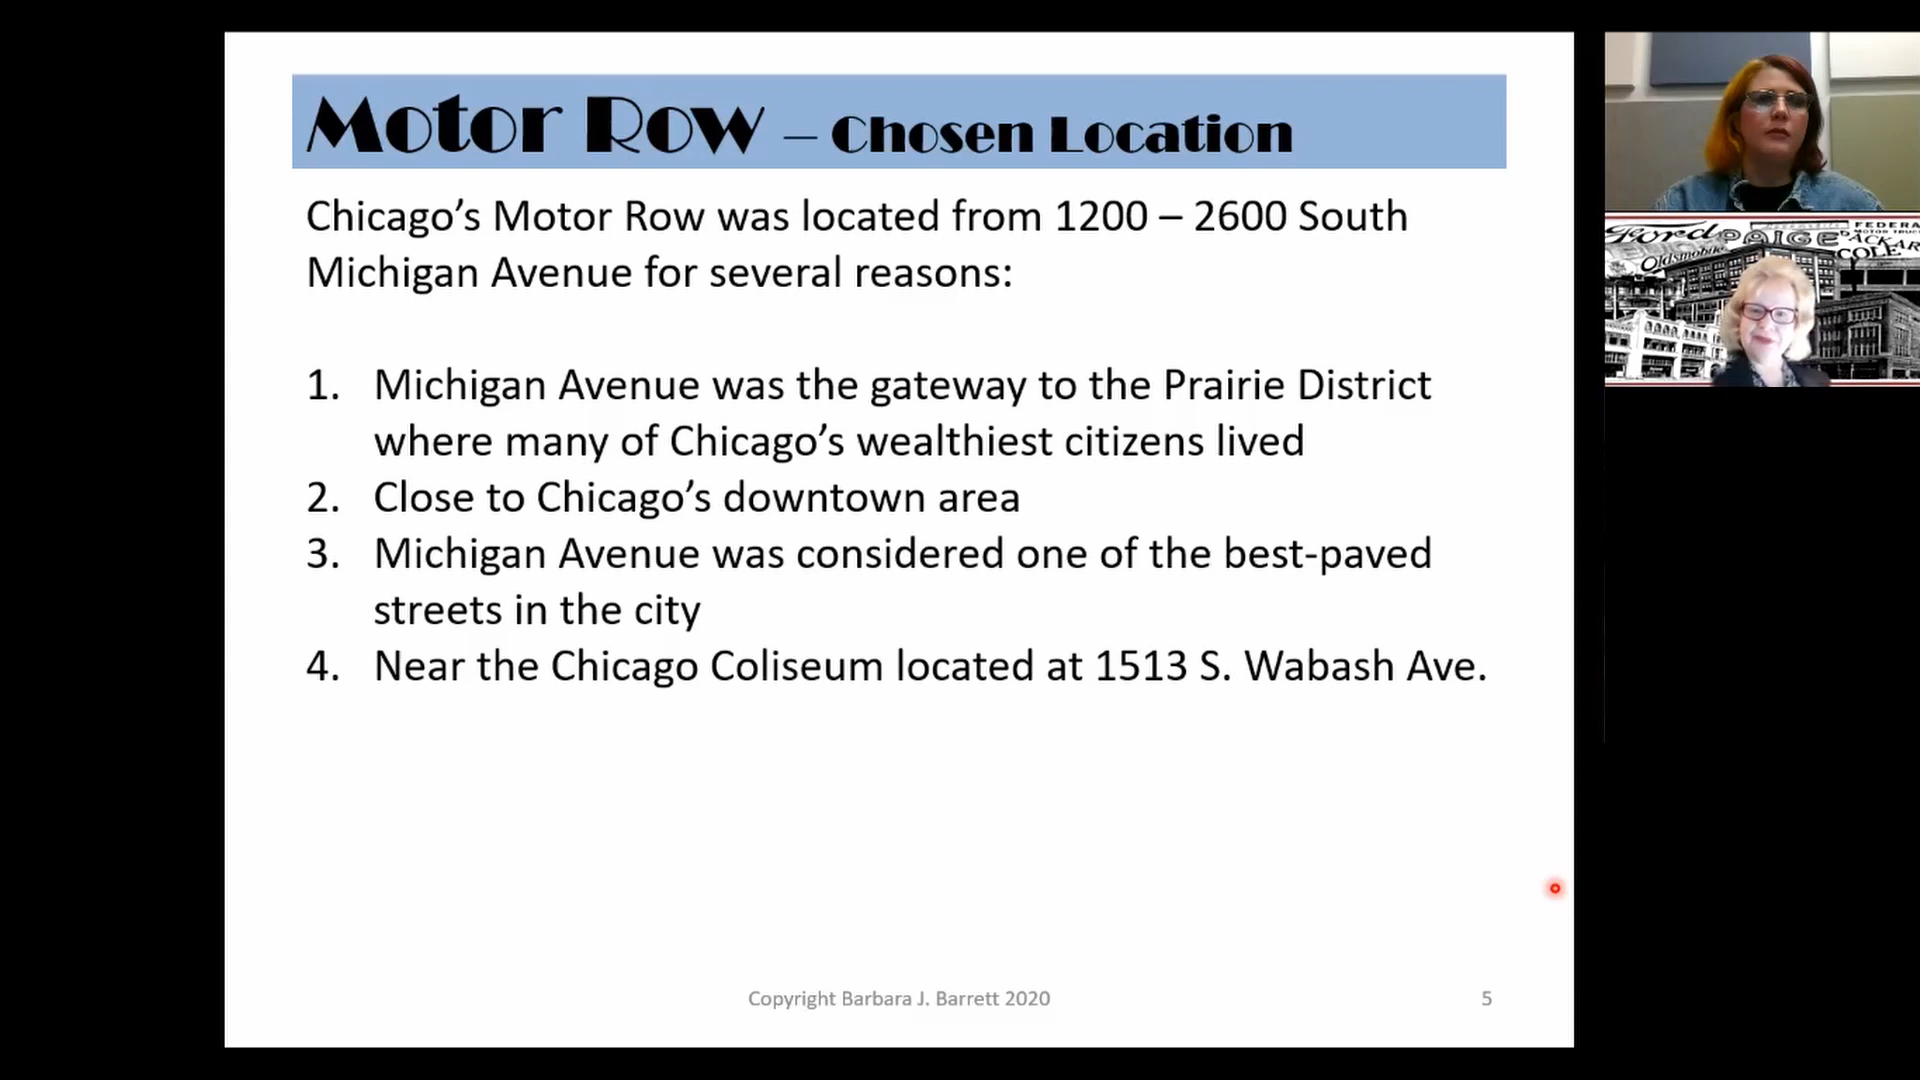 Motor Row – Chosen Location
Chicago’s Motor Row was located from 1200 – 2600 South
Michigan Avenue for several reasons:
1. Michigan Avenue was the gateway to the Prairie District
where many of Chicago’s wealthiest citizens lived
2. Close to Chicago’s downtown area
3. Michigan Avenue was considered one of the best-paved
streets in the city
4. Near the Chicago Coliseum located at 1513 S. Wabash Ave.
Copyright Barbara J. Barrett 2020
5
Ford
PAIGE
FEDERA
Oldsmobile
PACKAR
COLE